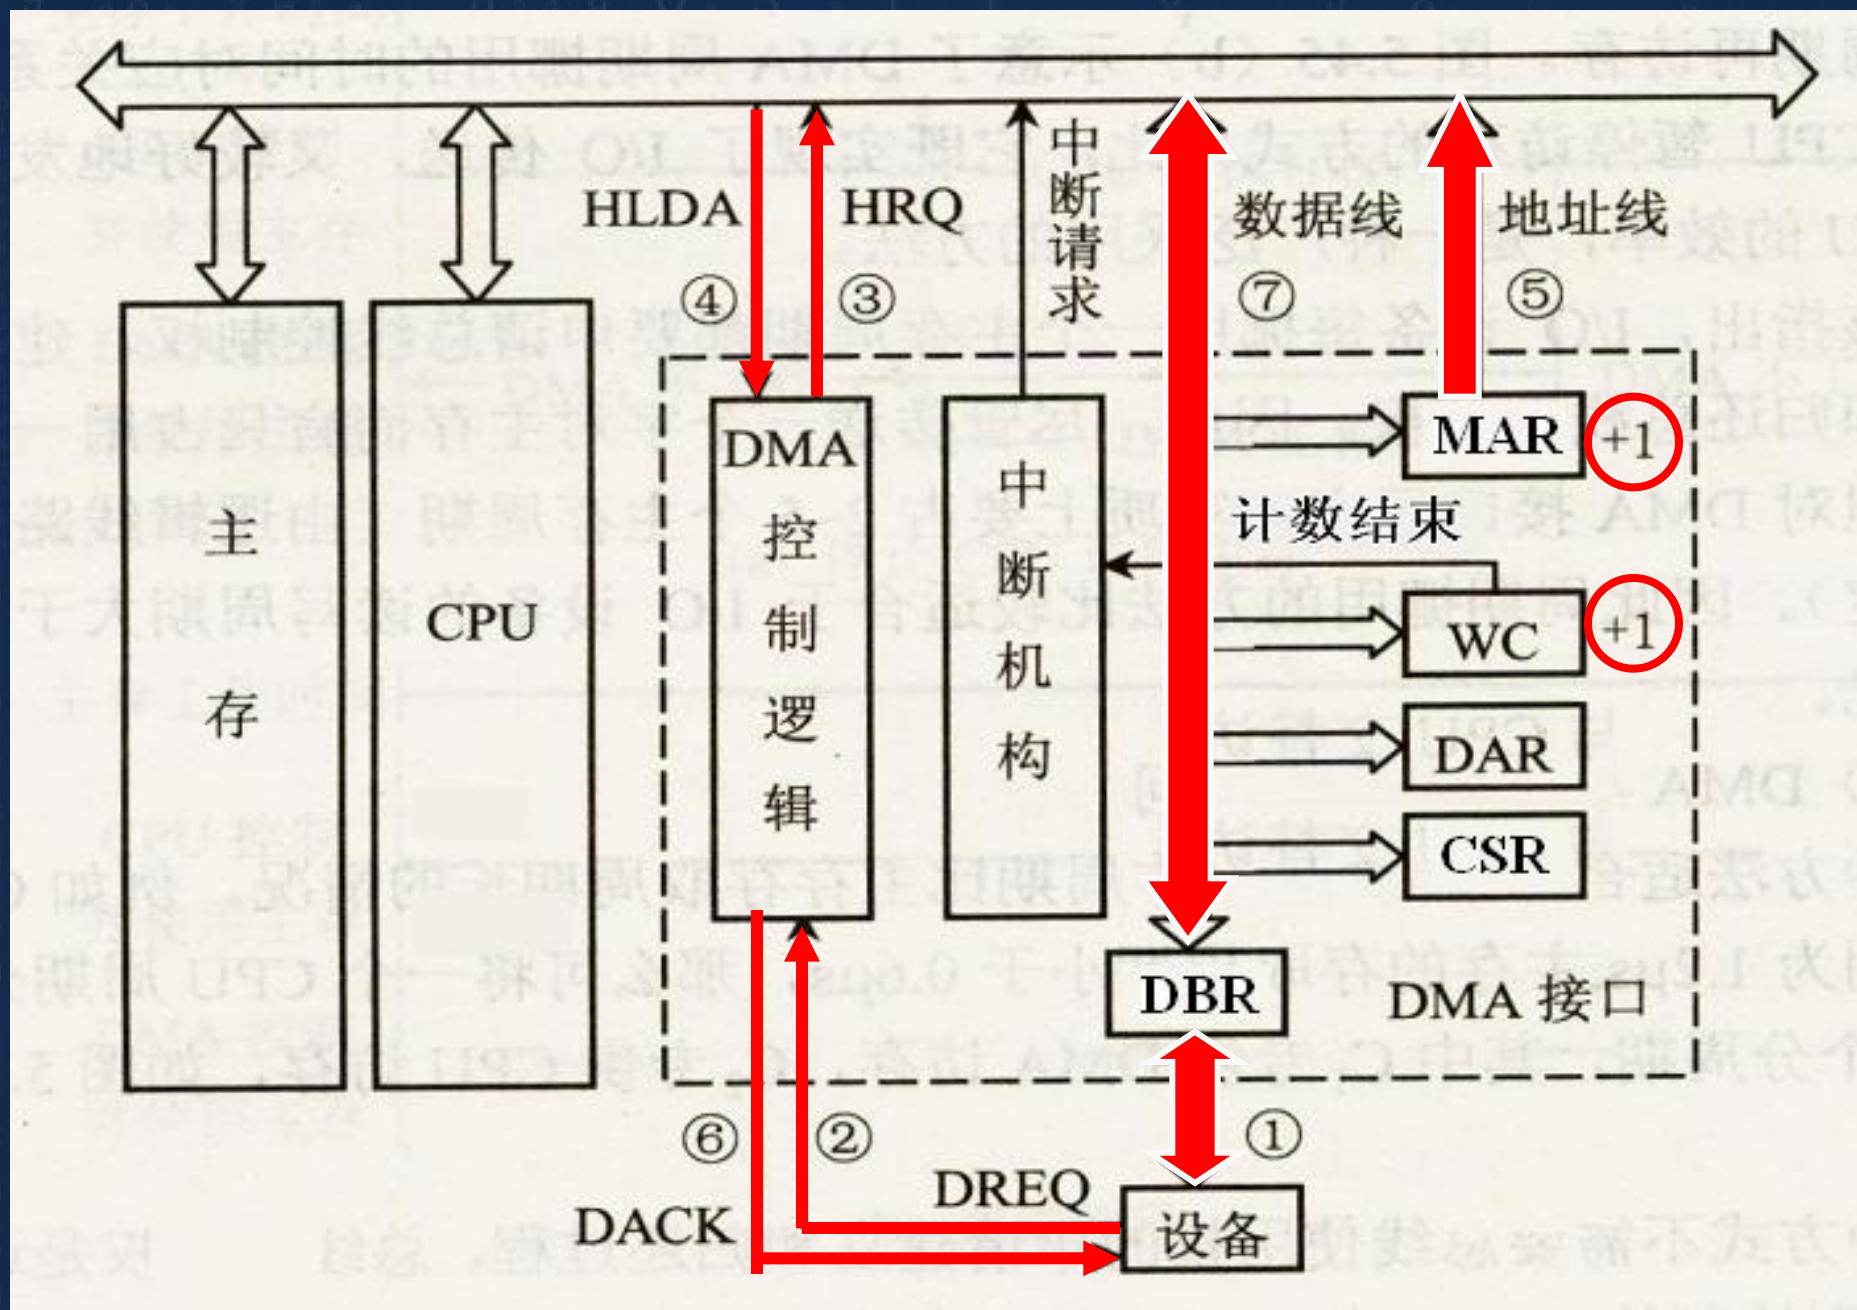 HLDA
HRQ
中断请求
数据线
地址线
④
③
⑦
⑤
主存
CPU
DMA控制逻辑
中断机构
MAR
+1
计数结束
WC
+1
DAR
CSR
DBR
DMA 接口
⑥
②
①
DREQ
DACK
设备